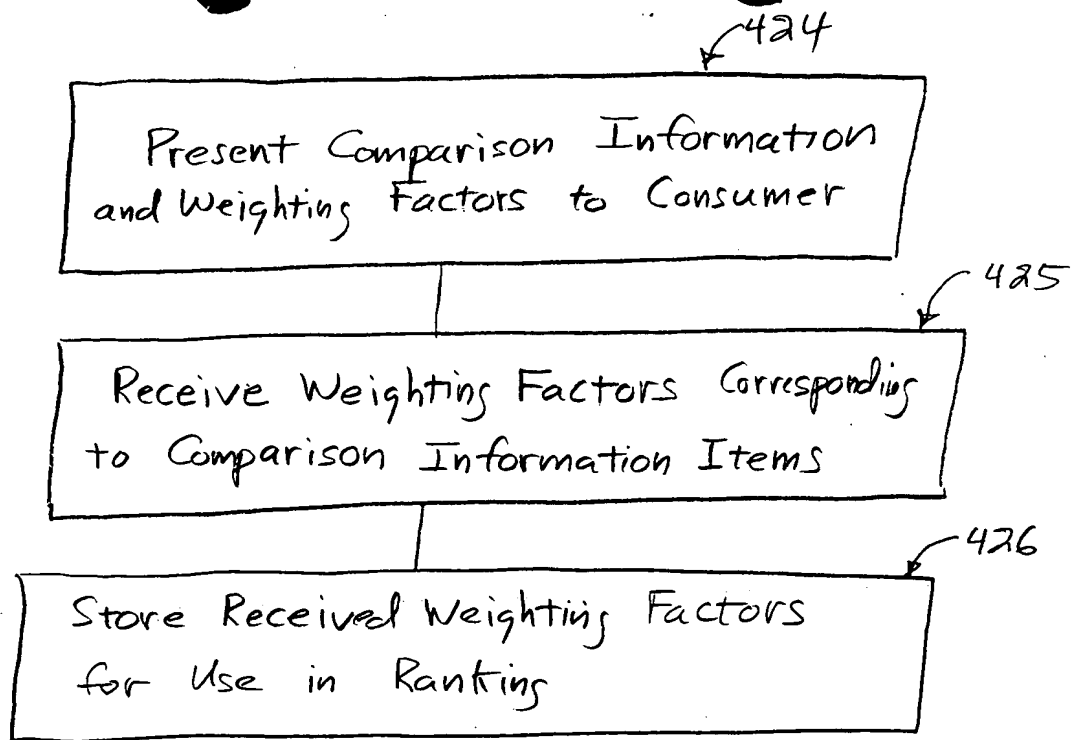 424
Present Comparison Information
and Weighting Factors to Consumer
425
Receive Weighting Factors Corresponding
to Comparison Information Items
426
Store Received Weighting Factors
for Use in Ranking